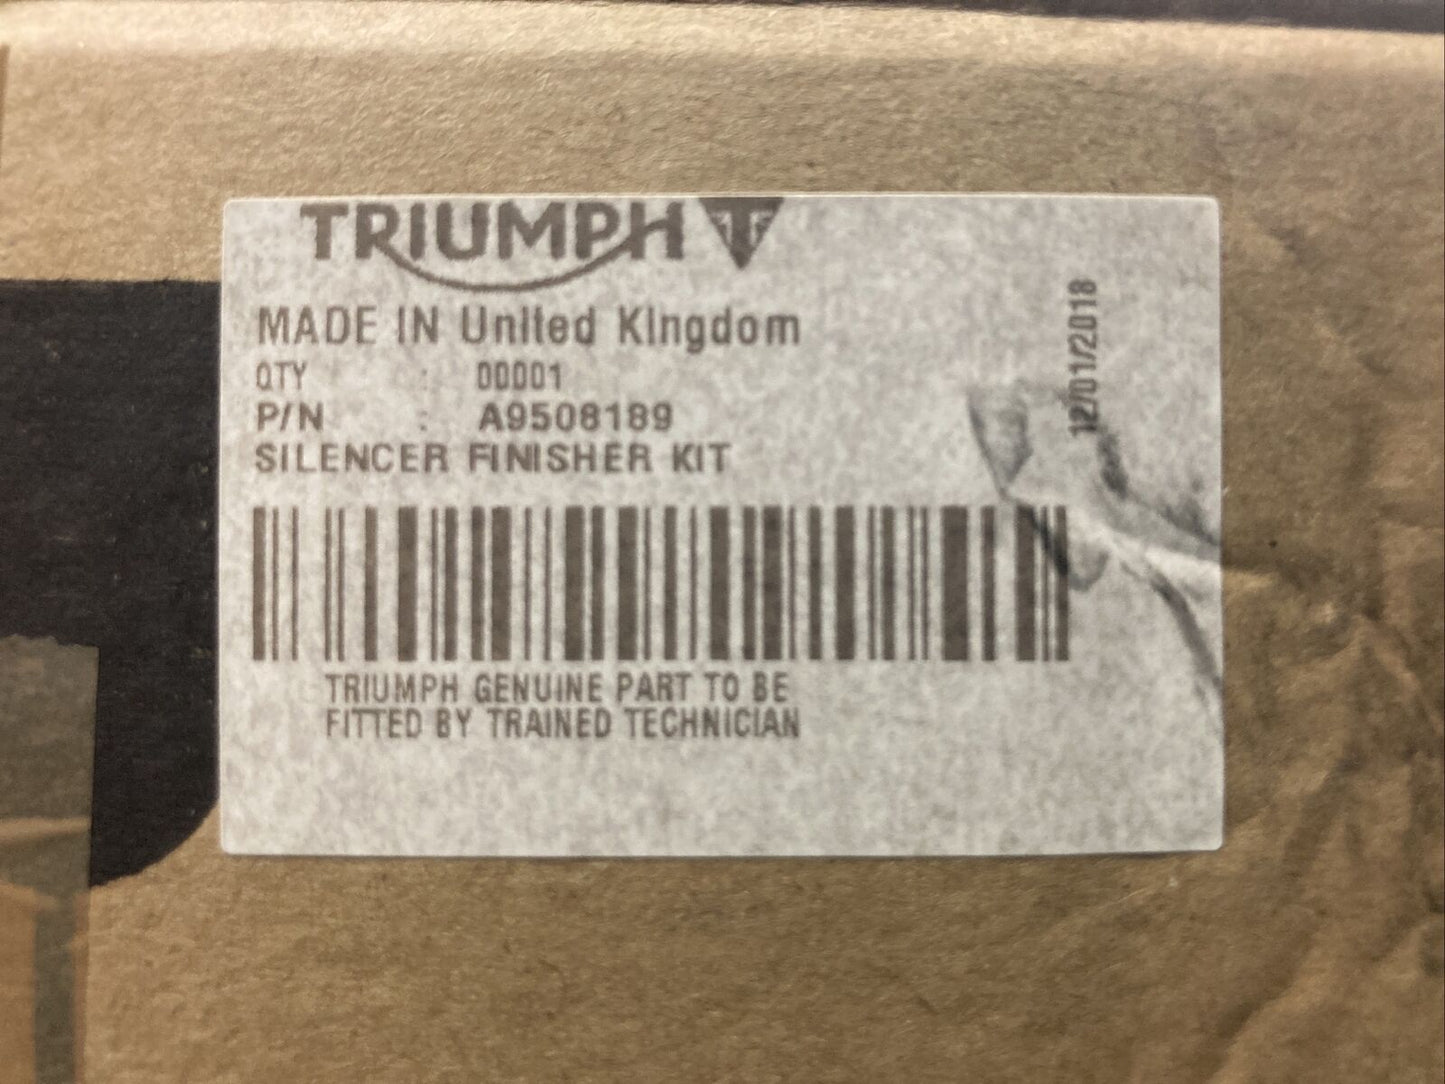 TRIUMPH
MADE IN United Kingdom
QTY : 00001
P/N : A9508189
SILENCER FINISHER KIT
TRIUMPH GENUINE PART TO BE
FITTED BY TRAINED TECHNICIAN
12/01/2018